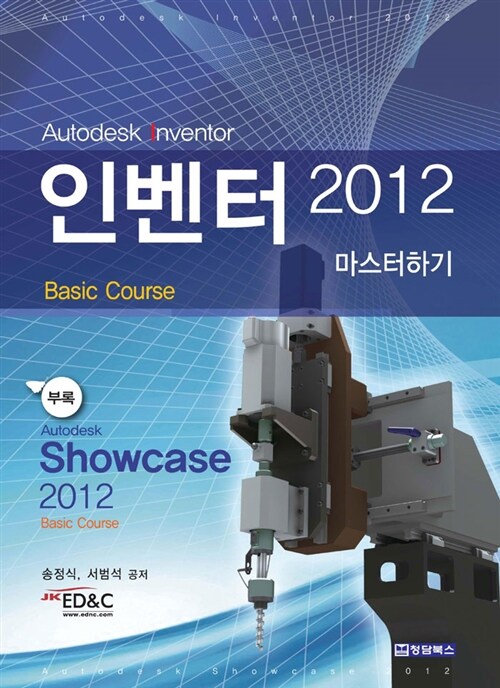 Autodesk Inventor 2012
Autodesk Inventor
인벤터 2012
마스터하기
Basic Course
부록
Autodesk
Showcase
2012
Basic Course
송정식, 서범석 공저
JK ED&C
www.ednc.com
청담북스
Autodesk Showcase 2012